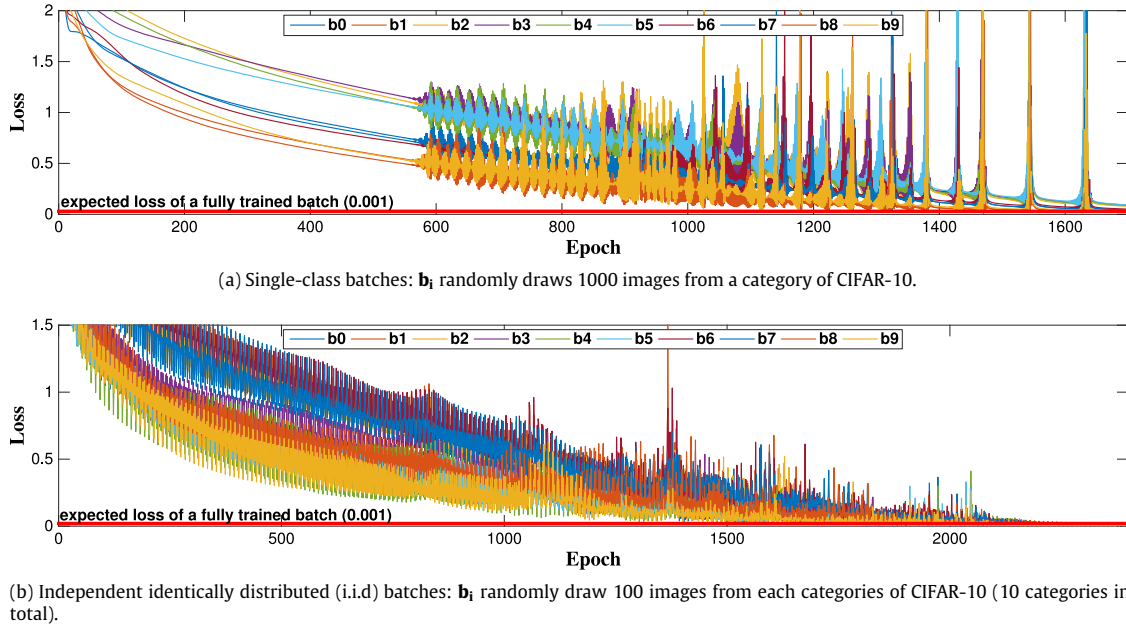 2
1.5
1
0.5
0
Loss
b0 b1 b2 b3 b4 b5 b6 b7 b8 b9
expected loss of a fully trained batch (0.001)
0 200 400 600 800 1000 1200 1400 1600
Epoch
(a) Single-class batches: bi randomly draws 1000 images from a category of CIFAR-10.
1.5
1
0.5
0
Loss
b0 b1 b2 b3 b4 b5 b6 b7 b8 b9
expected loss of a fully trained batch (0.001)
0 500 1000 1500 2000
Epoch
(b) Independent identically distributed (i.i.d) batches: bi randomly draw 100 images from each categories of CIFAR-10 (10 categories in
total).